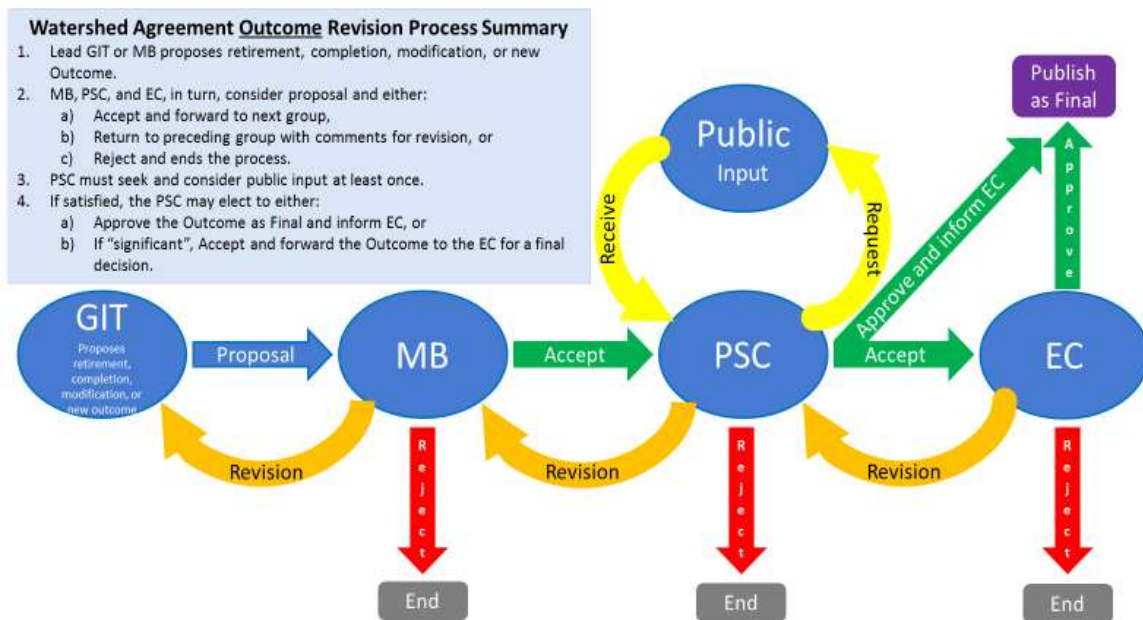 Watershed Agreement Outcome Revision Process Summary
1. Lead GIT or MB proposes retirement, completion, modification, or new
Outcome.
2. MB, PSC, and EC, in turn, consider proposal and either:
a) Accept and forward to next group,
b) Return to preceding group with comments for revision, or
c) Reject and ends the process.
3. PSC must seek and consider public input at least once.
4. If satisfied, the PSC may elect to either:
a) Approve the Outcome as Final and inform EC, or
b) If "significant", Accept and forward the Outcome to the EC for a final
decision.
Publish
as Final
Public
Input
Receive
Request
Approve and inform EC
Approve
GIT
Proposes
retirement,
completion,
modification, or
new outcome
Proposal
MB
Accept
PSC
Accept
EC
Revision
Revision
Revision
Reject
Reject
Reject
End
End
End